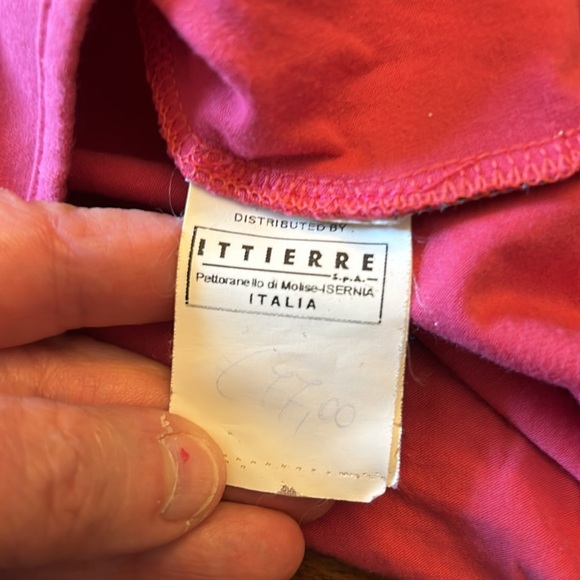 DISTRIBUTED BY
ITTIERRE
S.p.A.
Pettoranello di Molise-ISERNIA
ITALIA